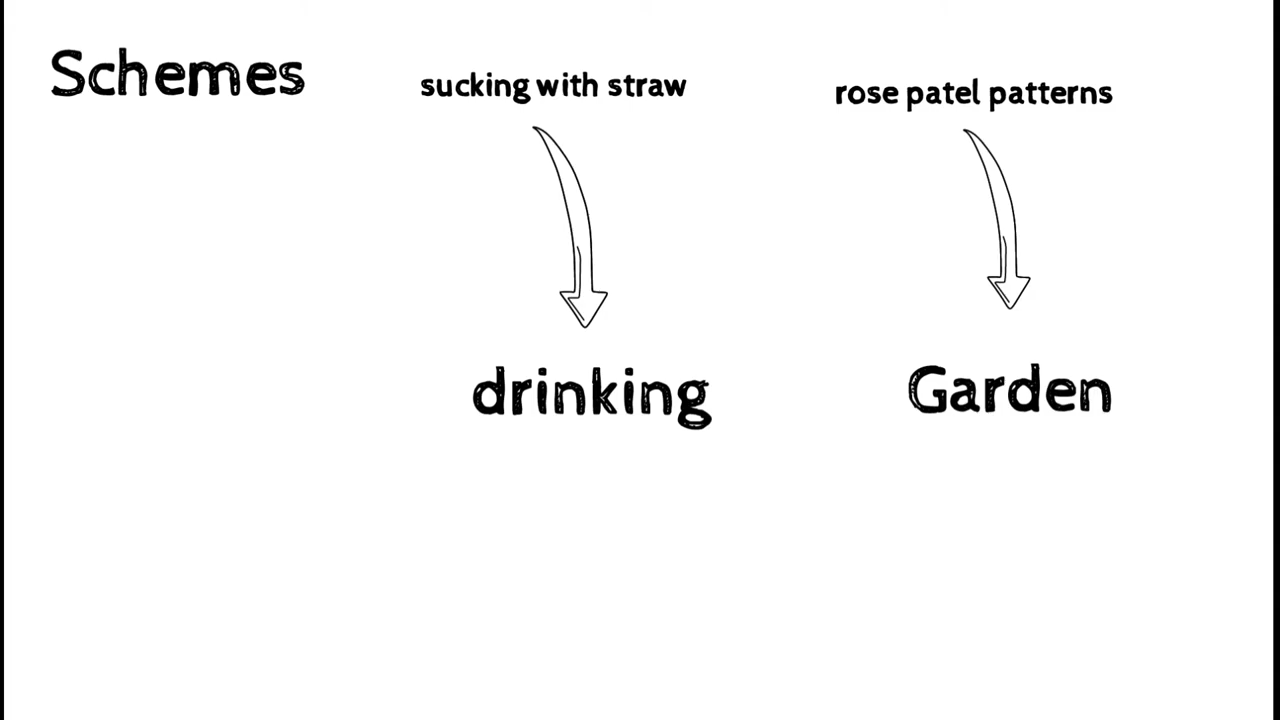 Schemes
sucking with straw
rose patel patterns
drinking
Garden